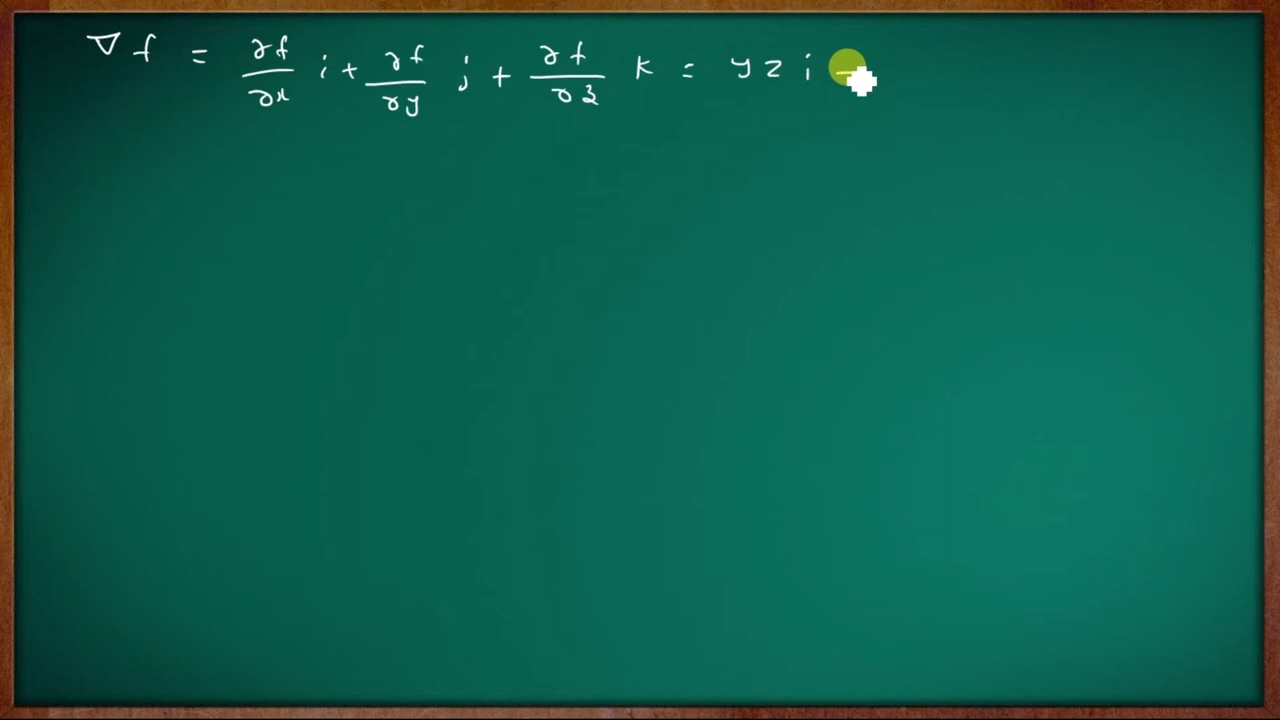 ∇f = ∂f/∂x i + ∂f/∂y j + ∂f/∂z k = yz i